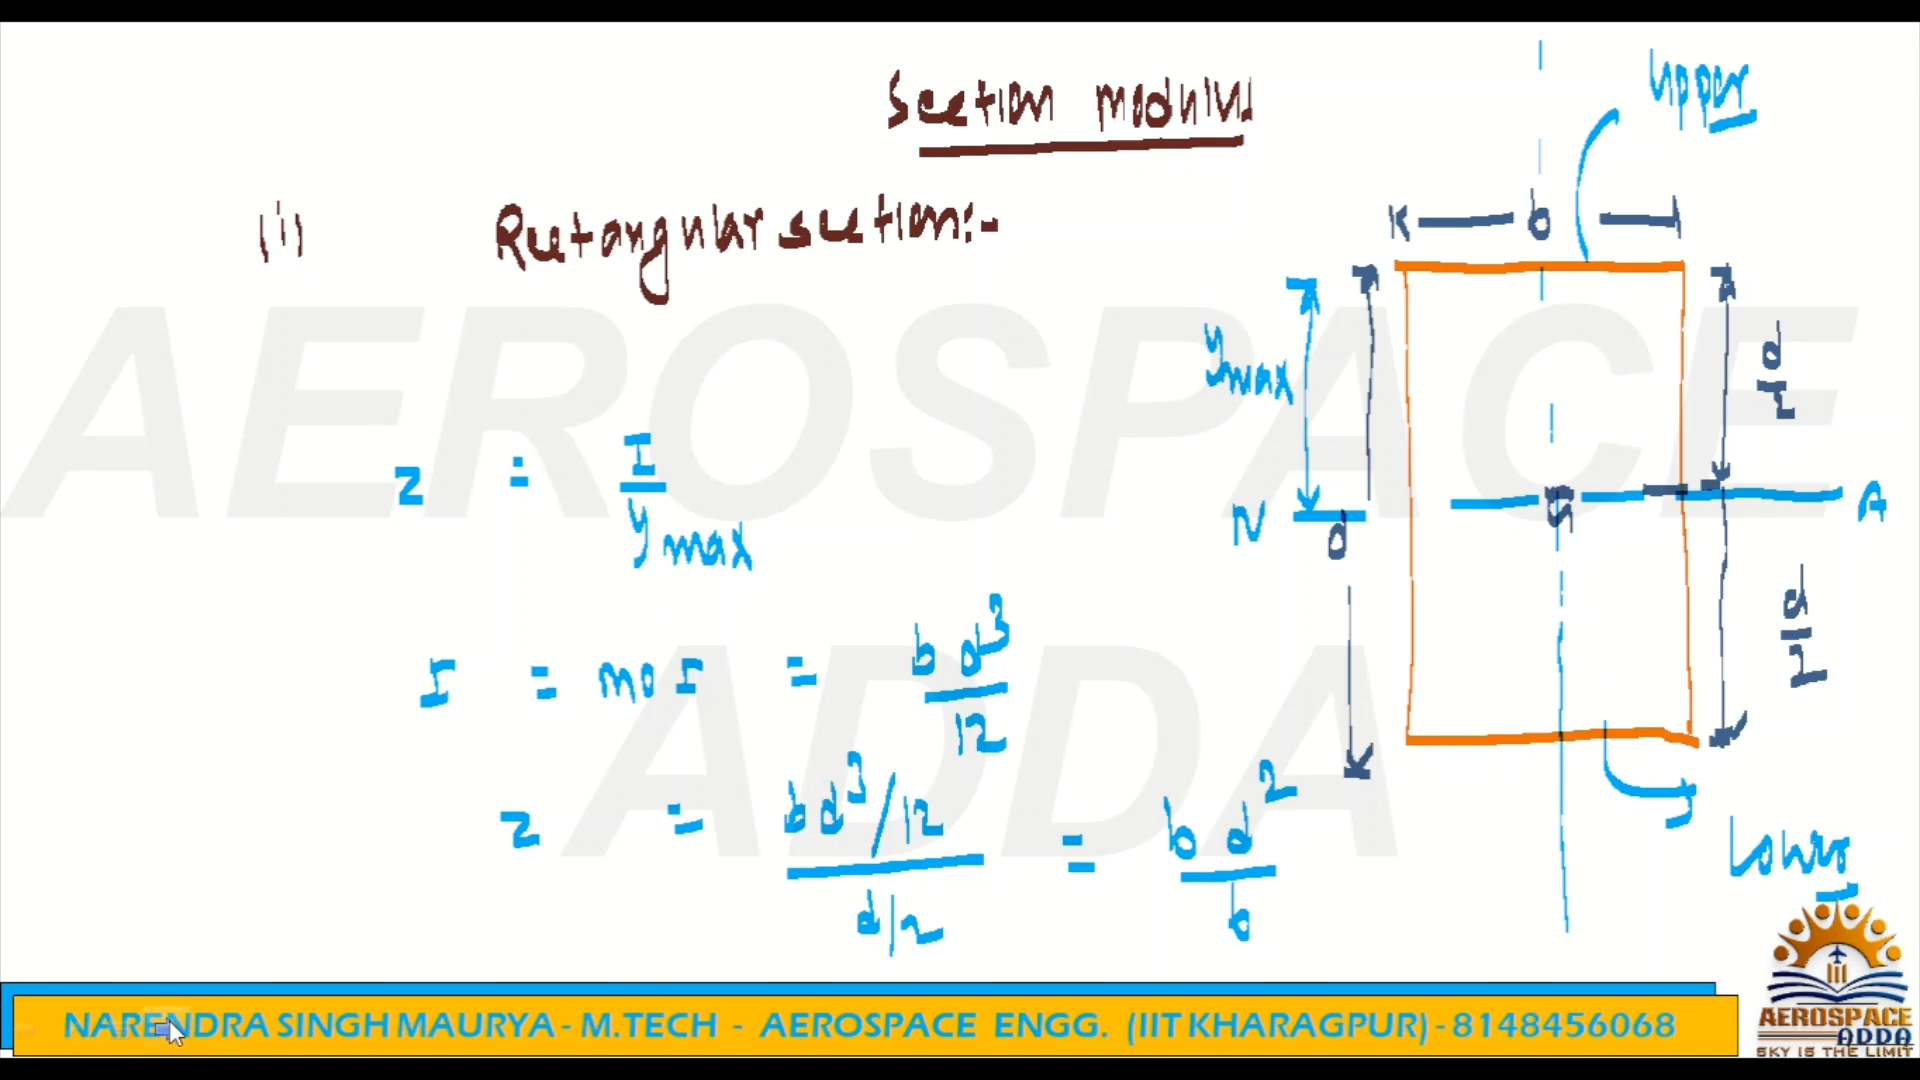 Section modulus
(i) Rectangular section:-
Z = I / ymax
I = MOI = bd³ / 12
Z = bd³/12 / d/2 = bd² / 6
Upper
b
ymax
d
d/2
N
G
A
d/2
Lower
AEROSPACE
ADDA
NARENDRA SINGH MAURYA - M.TECH - AEROSPACE ENGG. (IIT KHARAGPUR) - 8148456068
AEROSPACE
ADDA
SKY IS THE LIMIT